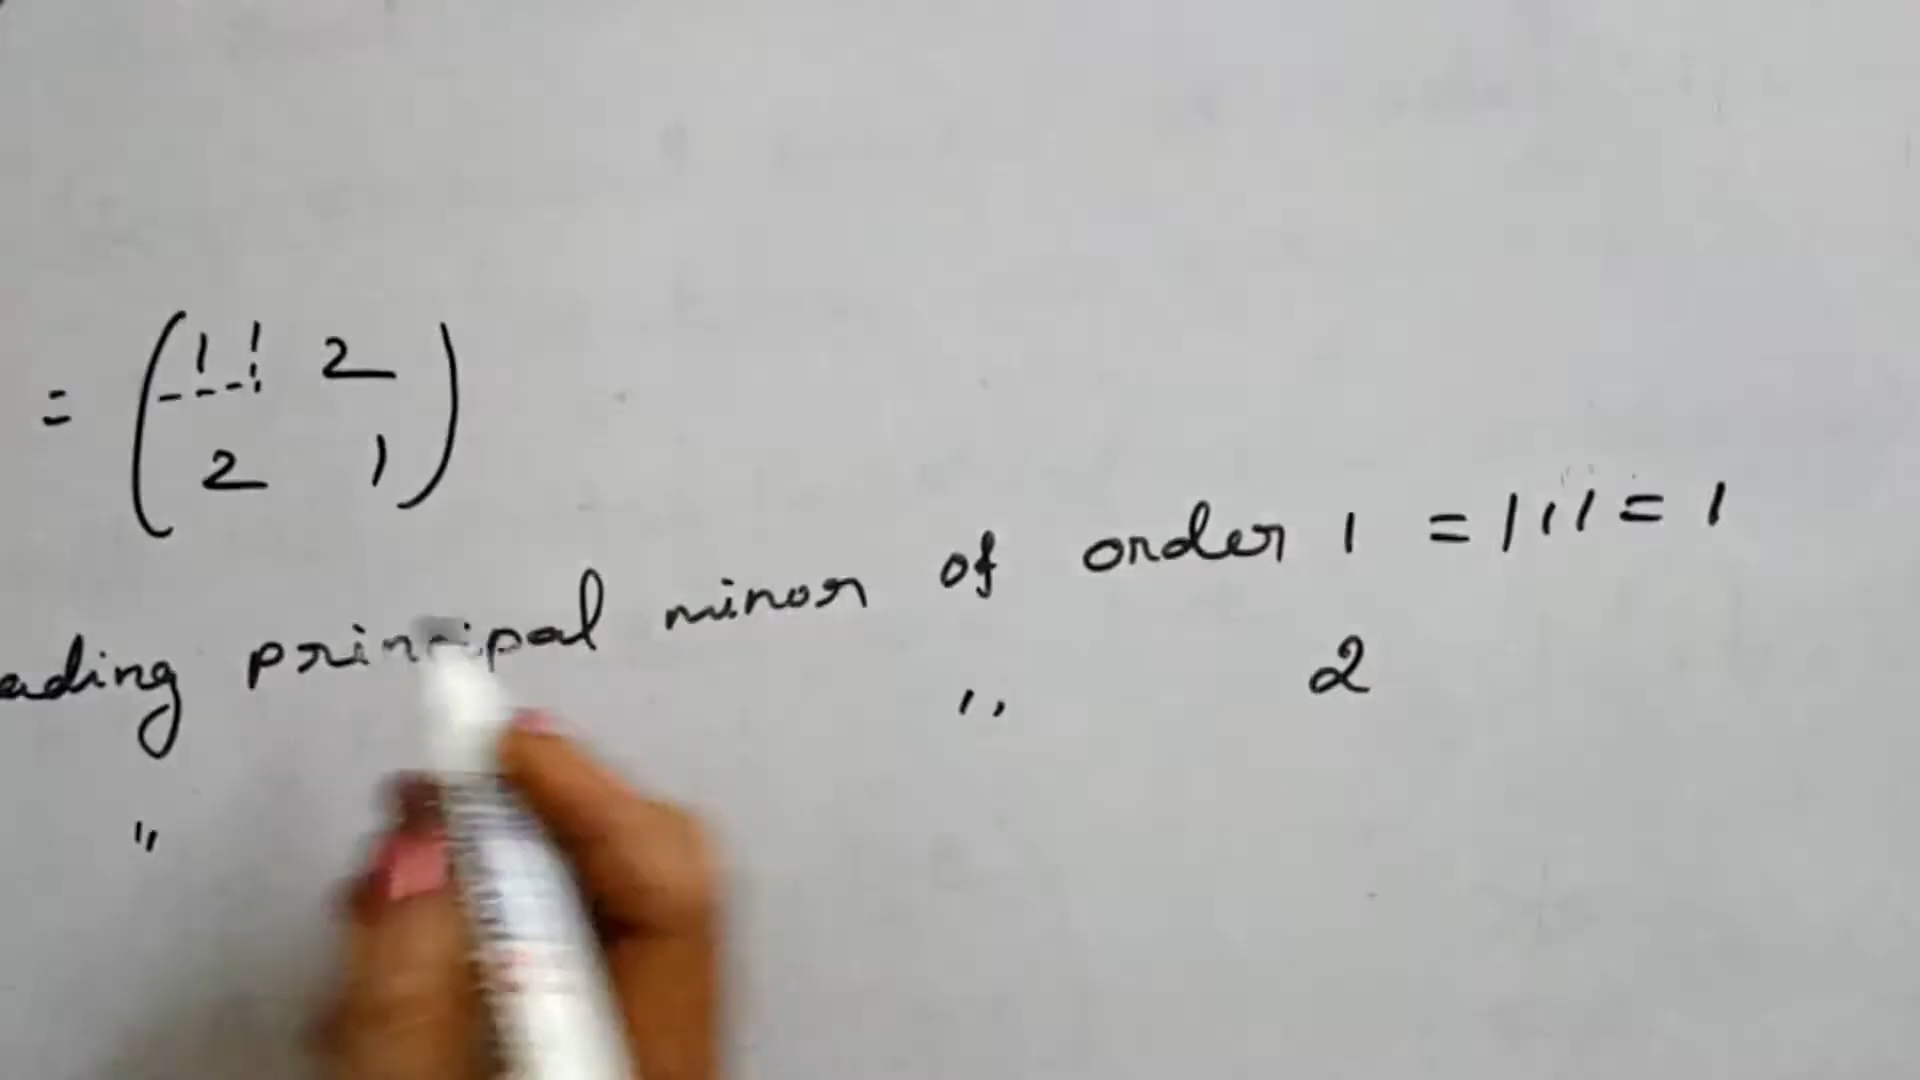 = ( 1 2
2 1 )
ading principal minor of order 1 = |1| = 1
" " 2